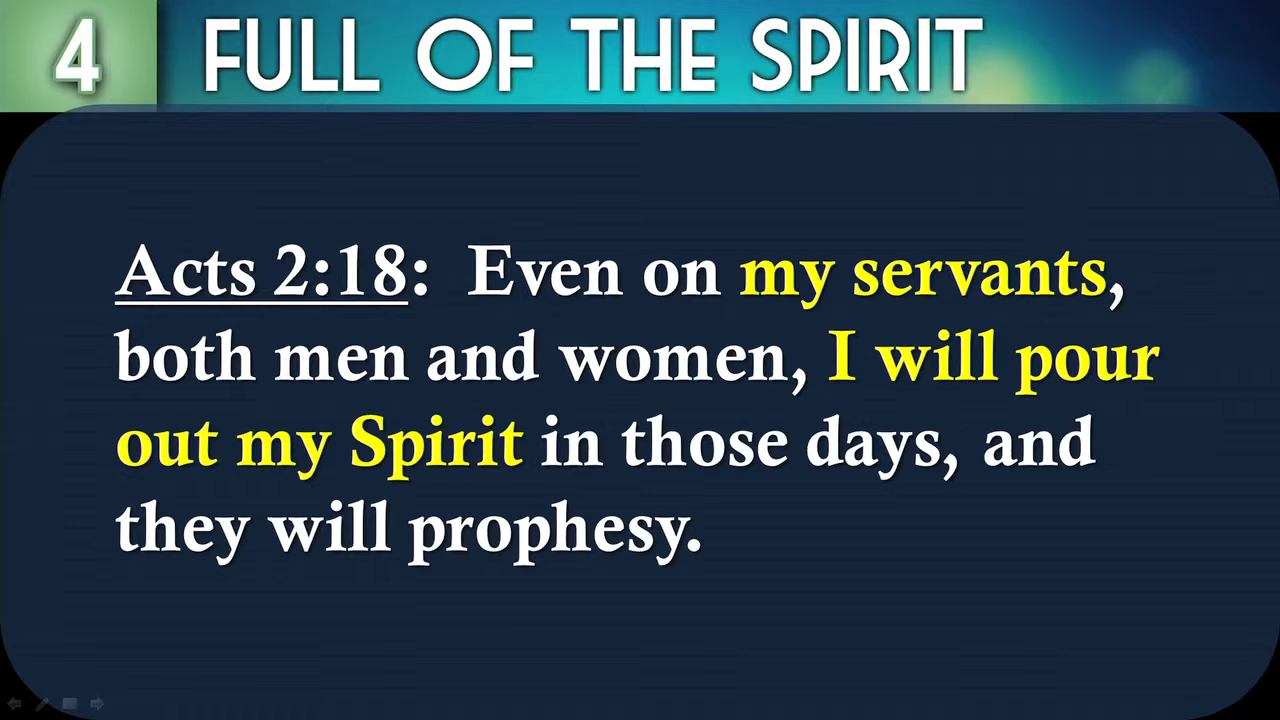 4 FULL OF THE SPIRIT
Acts 2:18: Even on my servants,
both men and women, I will pour
out my Spirit in those days, and
they will prophesy.